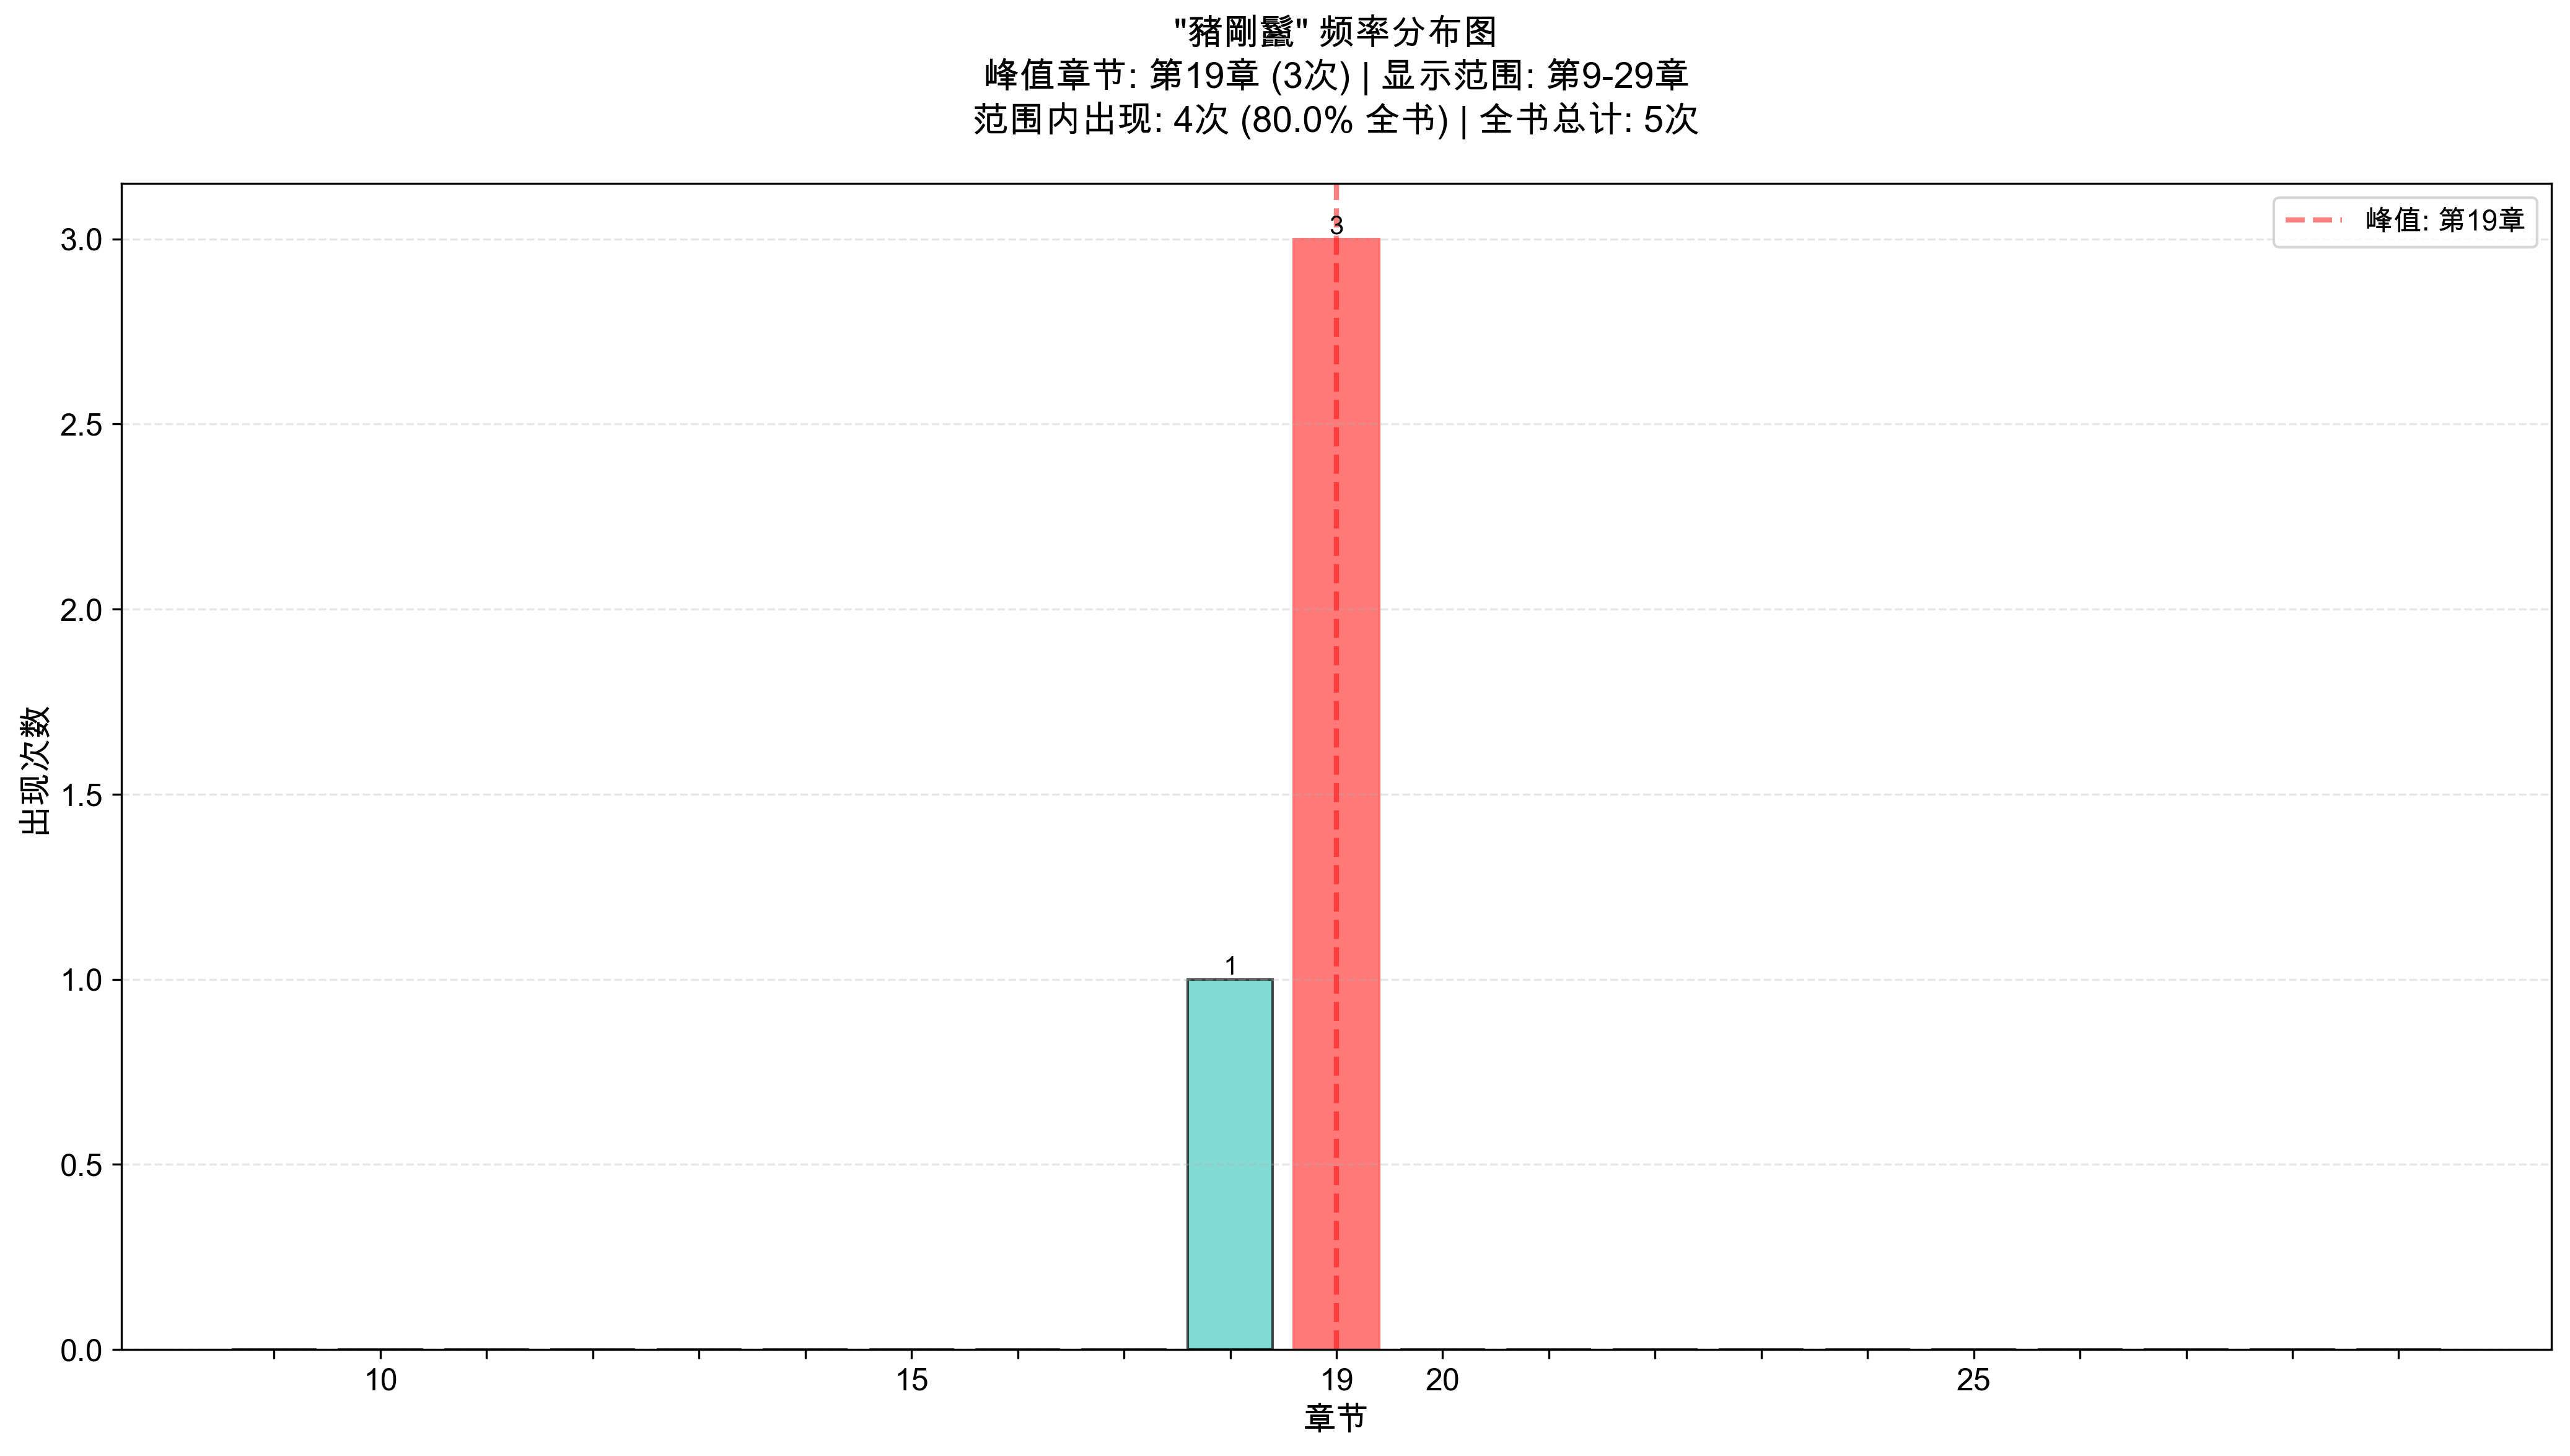 "豬剛鬣" 频率分布图
峰值章节: 第19章 (3次) | 显示范围: 第9-29章
范围内出现: 4次 (80.0% 全书) | 全书总计: 5次
峰值: 第19章
3
1
3.0
2.5
2.0
1.5
1.0
0.5
0.0
出现次数
10
15
19
20
25
章节